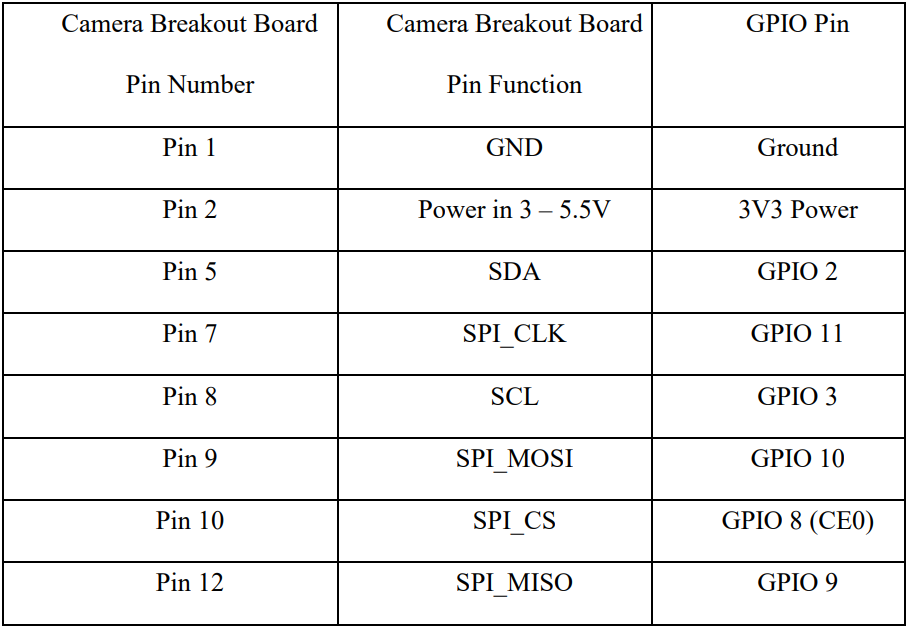 Camera Breakout Board Camera Breakout Board GPIO Pin
Pin Number Pin Function
Pin 1 GND Ground
Pin 2 Power in 3 – 5.5V 3V3 Power
Pin 5 SDA GPIO 2
Pin 7 SPI_CLK GPIO 11
Pin 8 SCL GPIO 3
Pin 9 SPI_MOSI GPIO 10
Pin 10 SPI_CS GPIO 8 (CE0)
Pin 12 SPI_MISO GPIO 9